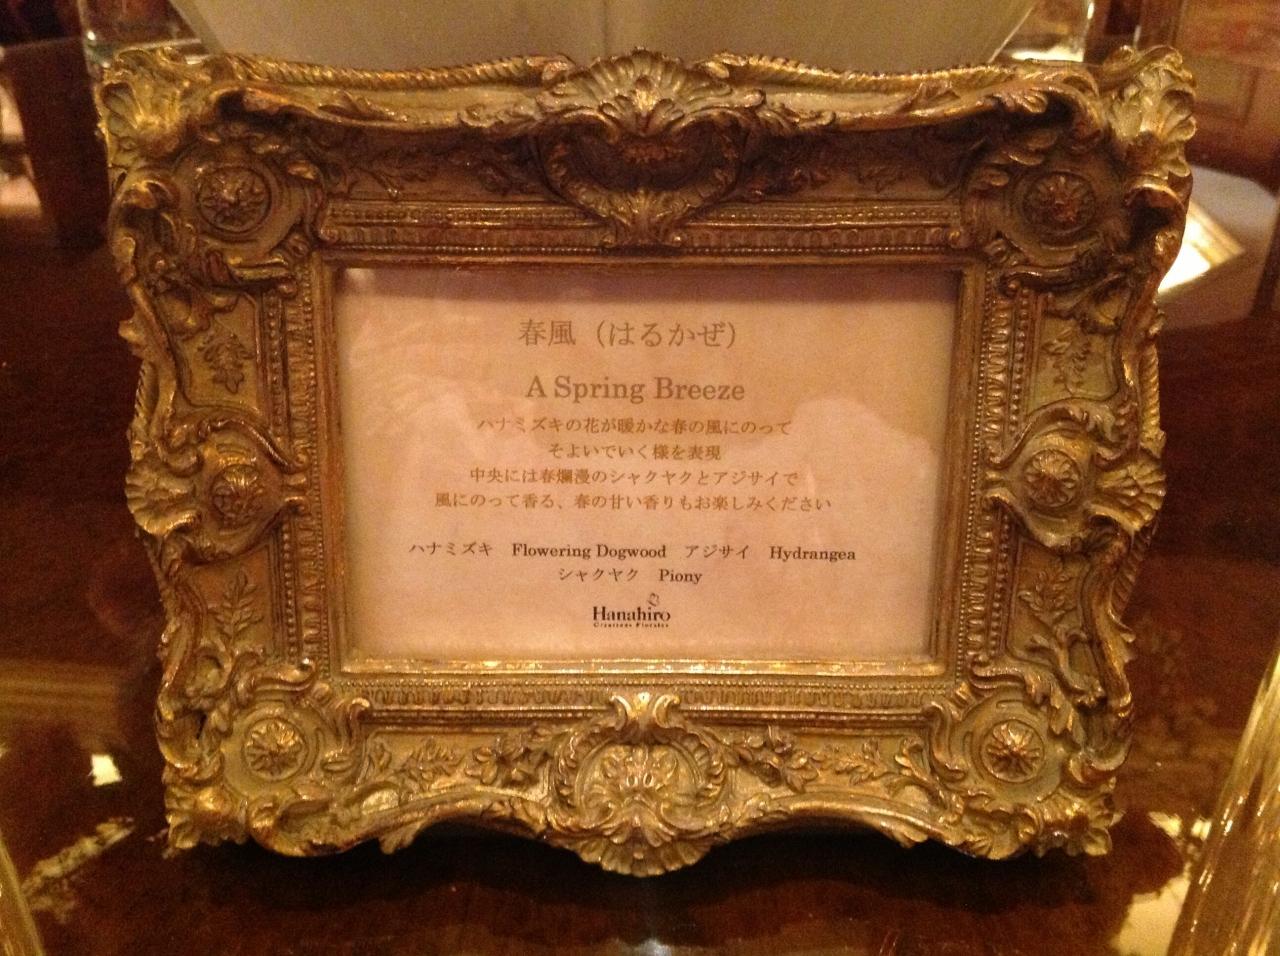 春風（はるかぜ）
A Spring Breeze
ハナミズキの花が暖かな春の風にのって
そよいでいく様を表現
中央には春爛漫のシャクヤクとアジサイで
風にのって香る、春の甘い香りもお楽しみください
ハナミズキ　Flowering Dogwood　アジサイ　Hydrangea
シャクヤク　Piony
Hanahiro
Créations Florales